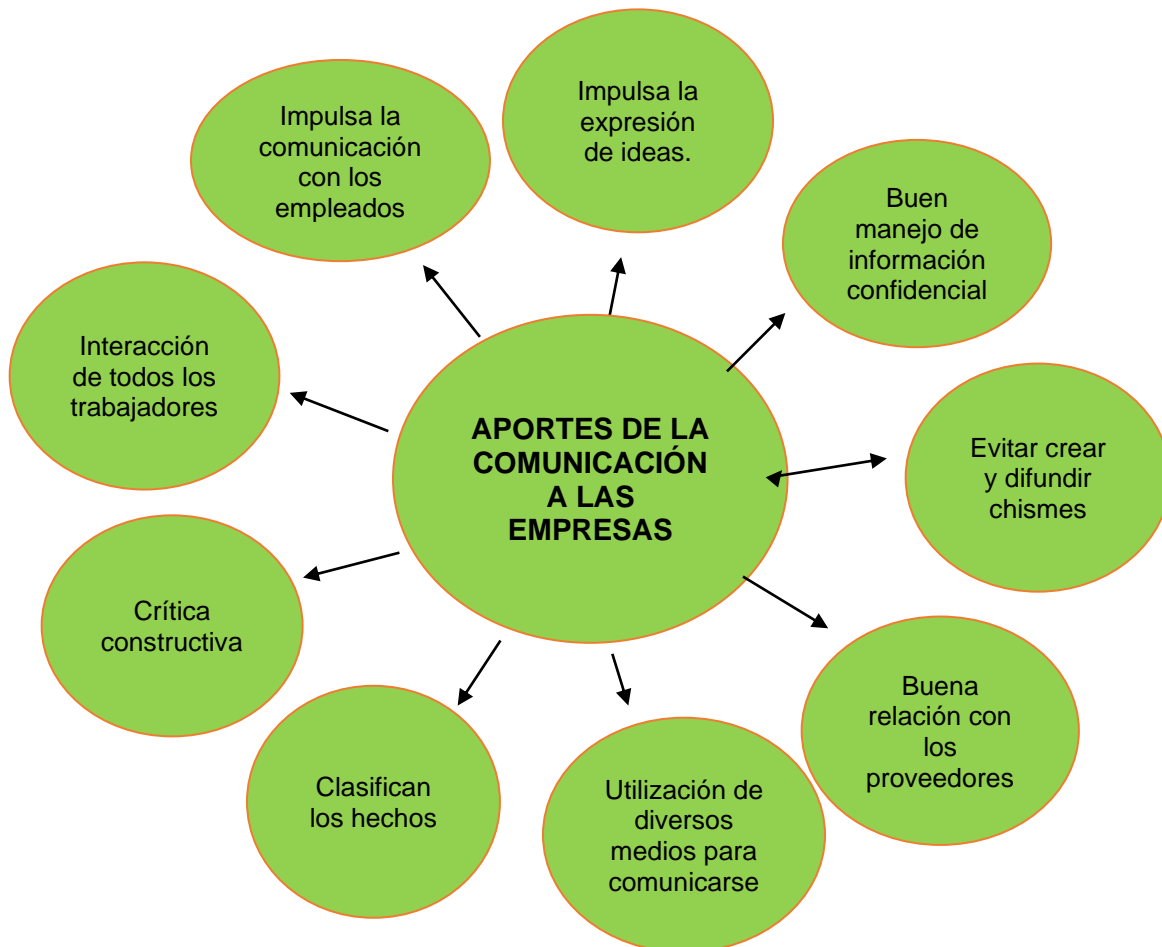 Impulsa la
expresión
de ideas.
Impulsa la
comunicación
con los
empleados
Buen
manejo de
información
confidencial
Interacción
de todos los
trabajadores
APORTES DE LA
COMUNICACIÓN
A LAS
EMPRESAS
Evitar crear
y difundir
chismes
Crítica
constructiva
Buena
relación con
los
proveedores
Clasifican
los hechos
Utilización de
diversos
medios para
comunicarse